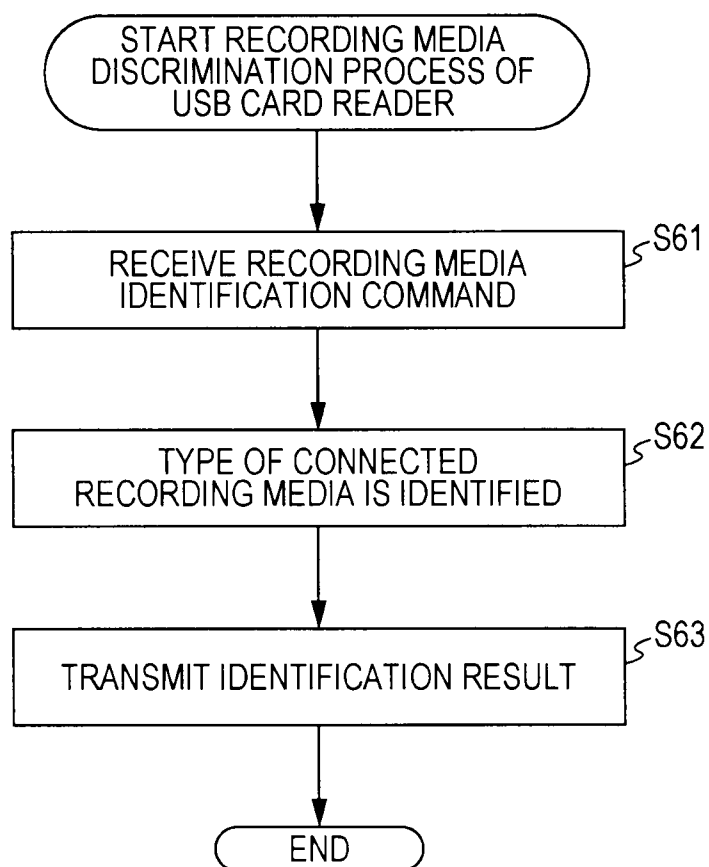 START RECORDING MEDIA
DISCRIMINATION PROCESS OF
USB CARD READER
S61
RECEIVE RECORDING MEDIA
IDENTIFICATION COMMAND
S62
TYPE OF CONNECTED
RECORDING MEDIA IS IDENTIFIED
S63
TRANSMIT IDENTIFICATION RESULT
END